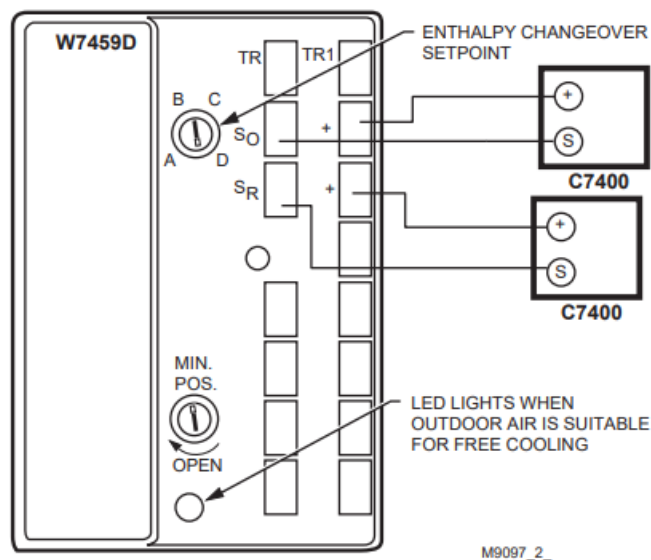 W7459D
ENTHALPY CHANGEOVER
SETPOINT
TR TR1
B C
A D
SO +
+
S
C7400
SR +
+
S
C7400
MIN.
POS.
OPEN
LED LIGHTS WHEN
OUTDOOR AIR IS SUITABLE
FOR FREE COOLING
M9097_2_